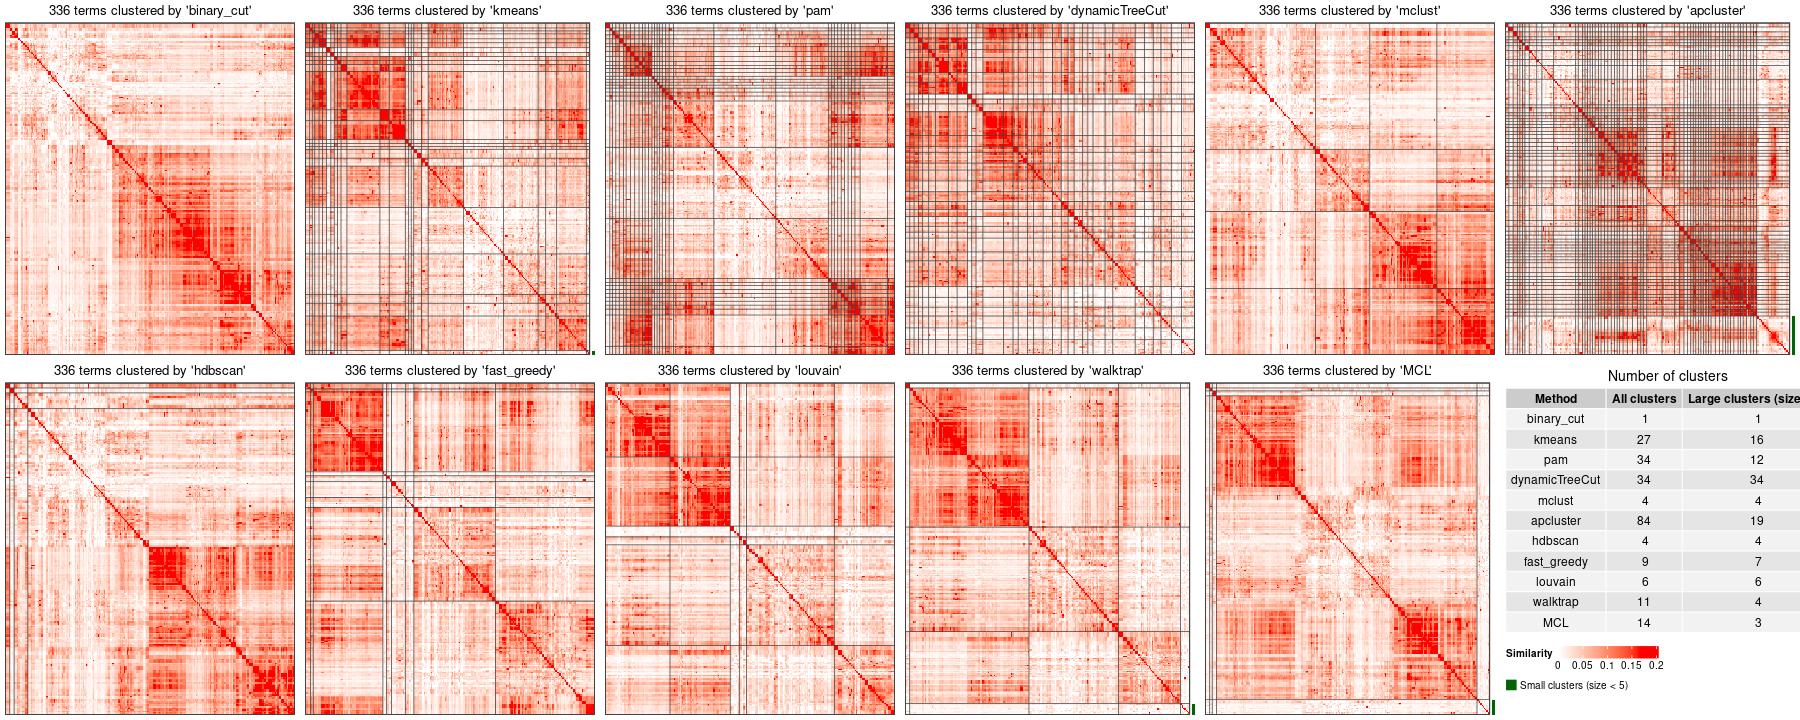 336 terms clustered by 'binary_cut'
336 terms clustered by 'kmeans'
336 terms clustered by 'pam'
336 terms clustered by 'dynamicTreeCut'
336 terms clustered by 'mclust'
336 terms clustered by 'apcluster'
336 terms clustered by 'hdbscan'
336 terms clustered by 'fast_greedy'
336 terms clustered by 'louvain'
336 terms clustered by 'walktrap'
336 terms clustered by 'MCL'
Number of clusters
Method All clusters Large clusters (size
binary_cut 1 1
kmeans 27 16
pam 34 12
dynamicTreeCut 34 34
mclust 4 4
apcluster 84 19
hdbscan 4 4
fast_greedy 9 7
louvain 6 6
walktrap 11 4
MCL 14 3
Similarity
0 0.05 0.1 0.15 0.2
Small clusters (size < 5)